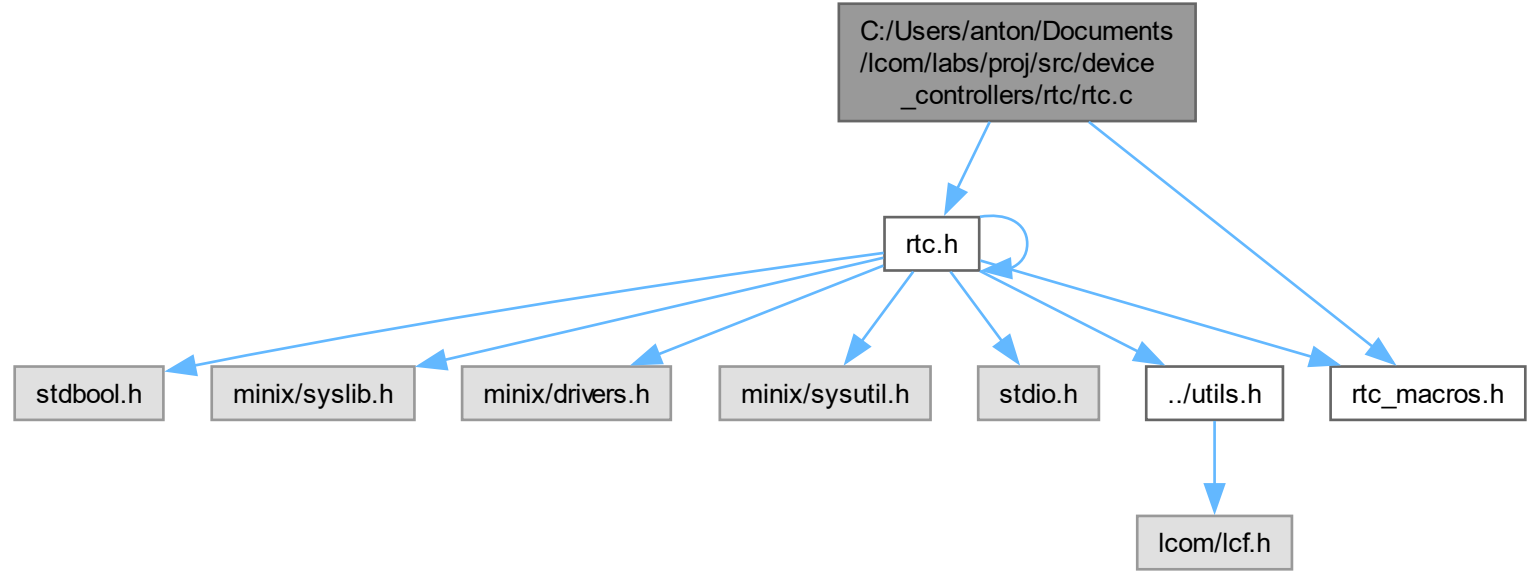 C:/Users/anton/Documents
/lcom/labs/proj/src/device
_controllers/rtc/rtc.c
rtc.h
stdbool.h
minix/syslib.h
minix/drivers.h
minix/sysutil.h
stdio.h
../utils.h
rtc_macros.h
lcom/lcf.h